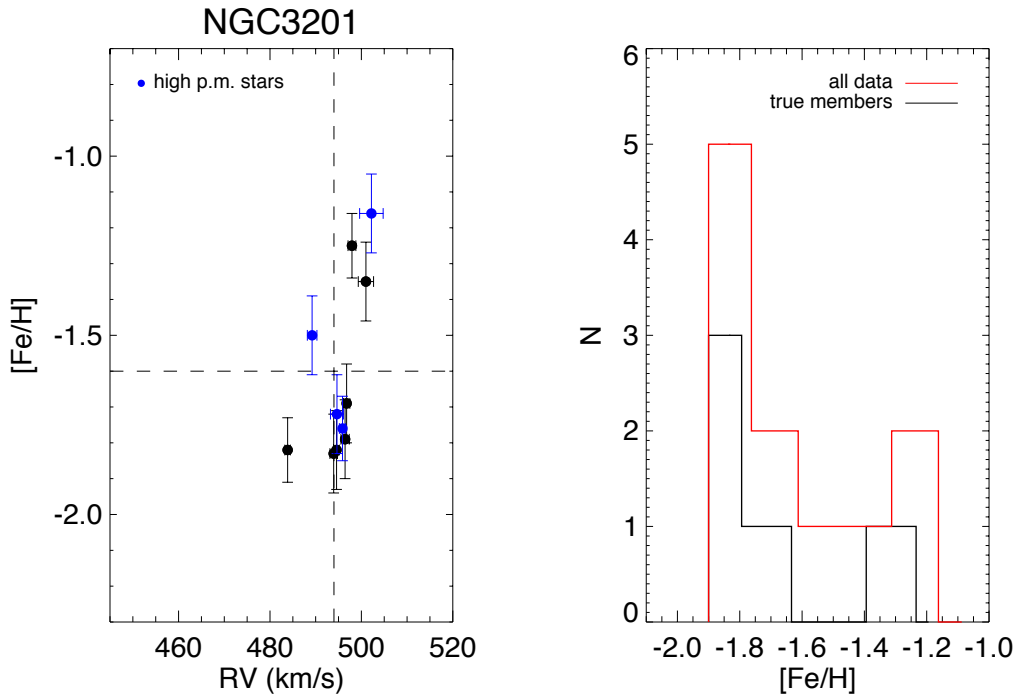 NGC3201
high p.m. stars
[Fe/H]
-1.0
-1.5
-2.0
460 480 500 520
RV (km/s)
all data
true members
N
6
5
4
3
2
1
0
-2.0 -1.8 -1.6 -1.4 -1.2 -1.0
[Fe/H]